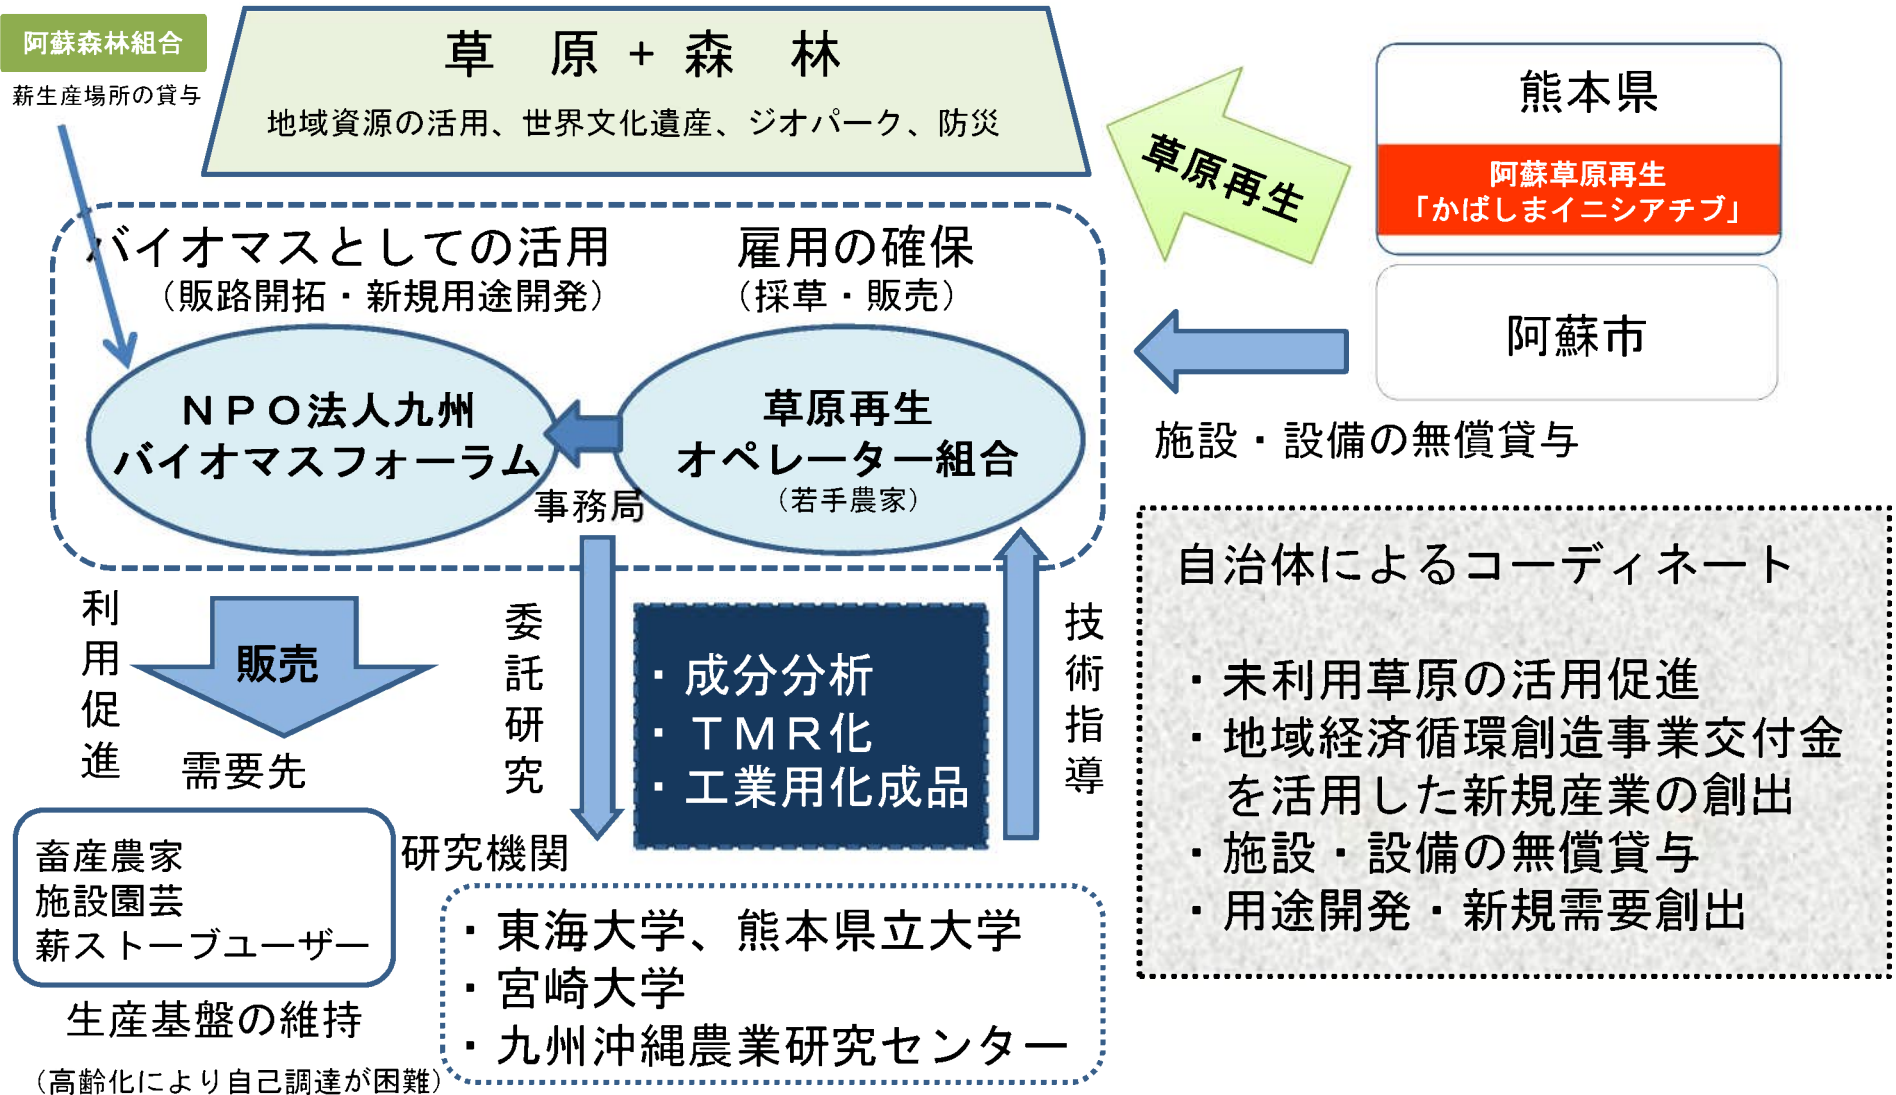 阿蘇森林組合
薪生産場所の貸与
草　原 + 森　林
地域資源の活用、世界文化遺産、ジオパーク、防災
草原再生
熊本県
阿蘇草原再生
「かばしまイニシアチブ」
阿蘇市
施設・設備の無償貸与
バイオマスとしての活用
（販路開拓・新規用途開発）
雇用の確保
（採草・販売）
ＮＰＯ法人九州
バイオマスフォーラム
草原再生
オペレーター組合
（若手農家）
事務局
利用促進
販売
需要先
畜産農家
施設園芸
薪ストーブユーザー
生産基盤の維持
（高齢化により自己調達が困難）
委託研究
・成分分析
・ＴＭＲ化
・工業用化成品
技術指導
研究機関
・東海大学、熊本県立大学
・宮崎大学
・九州沖縄農業研究センター
自治体によるコーディネート
・未利用草原の活用促進
・地域経済循環創造事業交付金
を活用した新規産業の創出
・施設・設備の無償貸与
・用途開発・新規需要創出